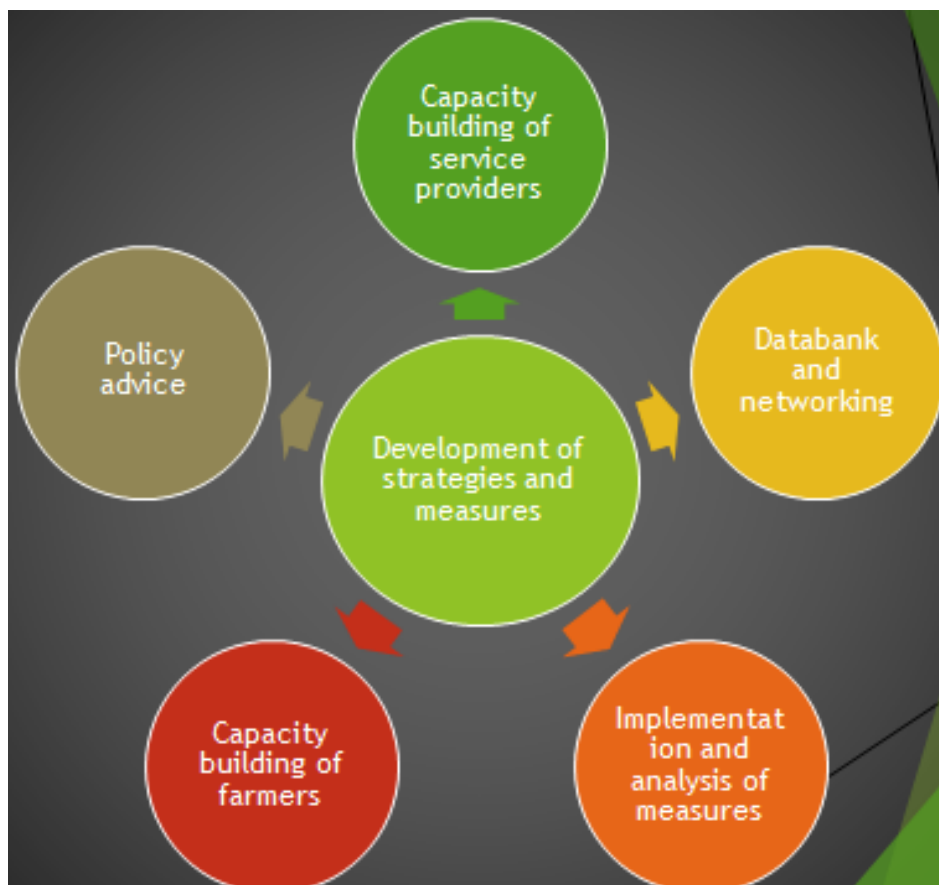 Capacity
building of
service
providers
Policy
advice
Databank
and
networking
Development of
strategies and
measures
Capacity
building of
farmers
Implementat
ion and
analysis of
measures